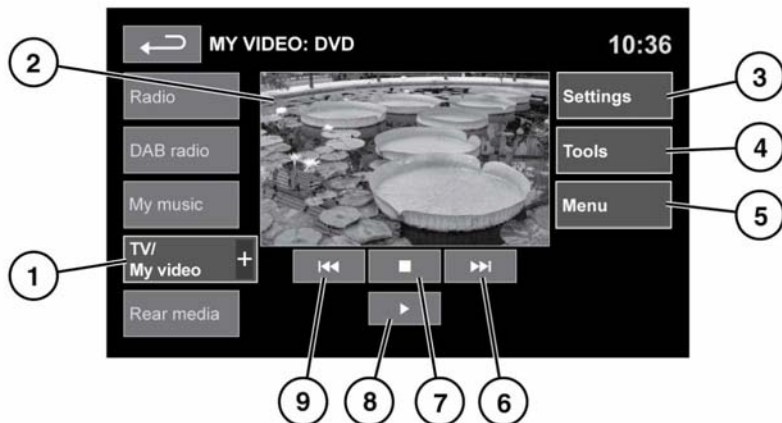 MY VIDEO: DVD
10:36
2
Radio
Settings
3
DAB radio
Tools
4
My music
Menu
5
1
TV/
My video
+
Rear media
9
8
7
6